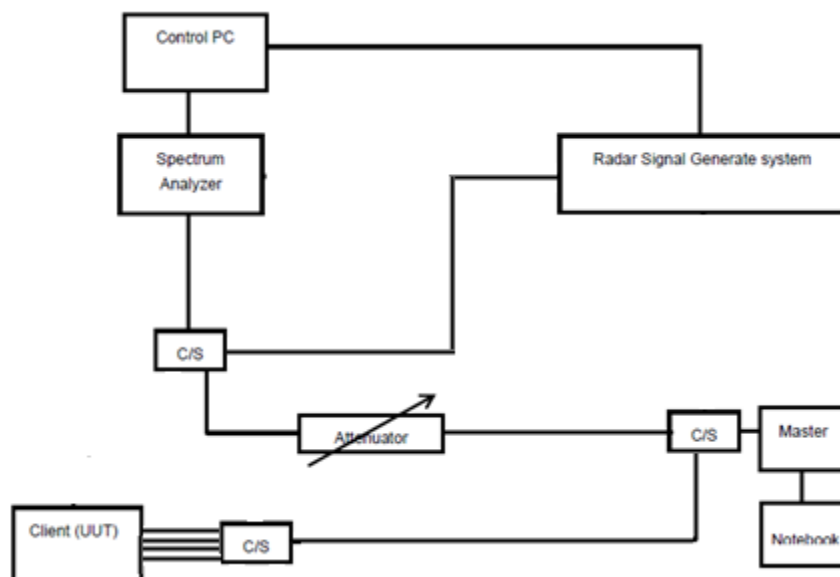 Control PC
Spectrum
Analyzer
Radar Signal Generate system
C/S
Attenuator
C/S
Master
Client (UUT)
C/S
Notebook